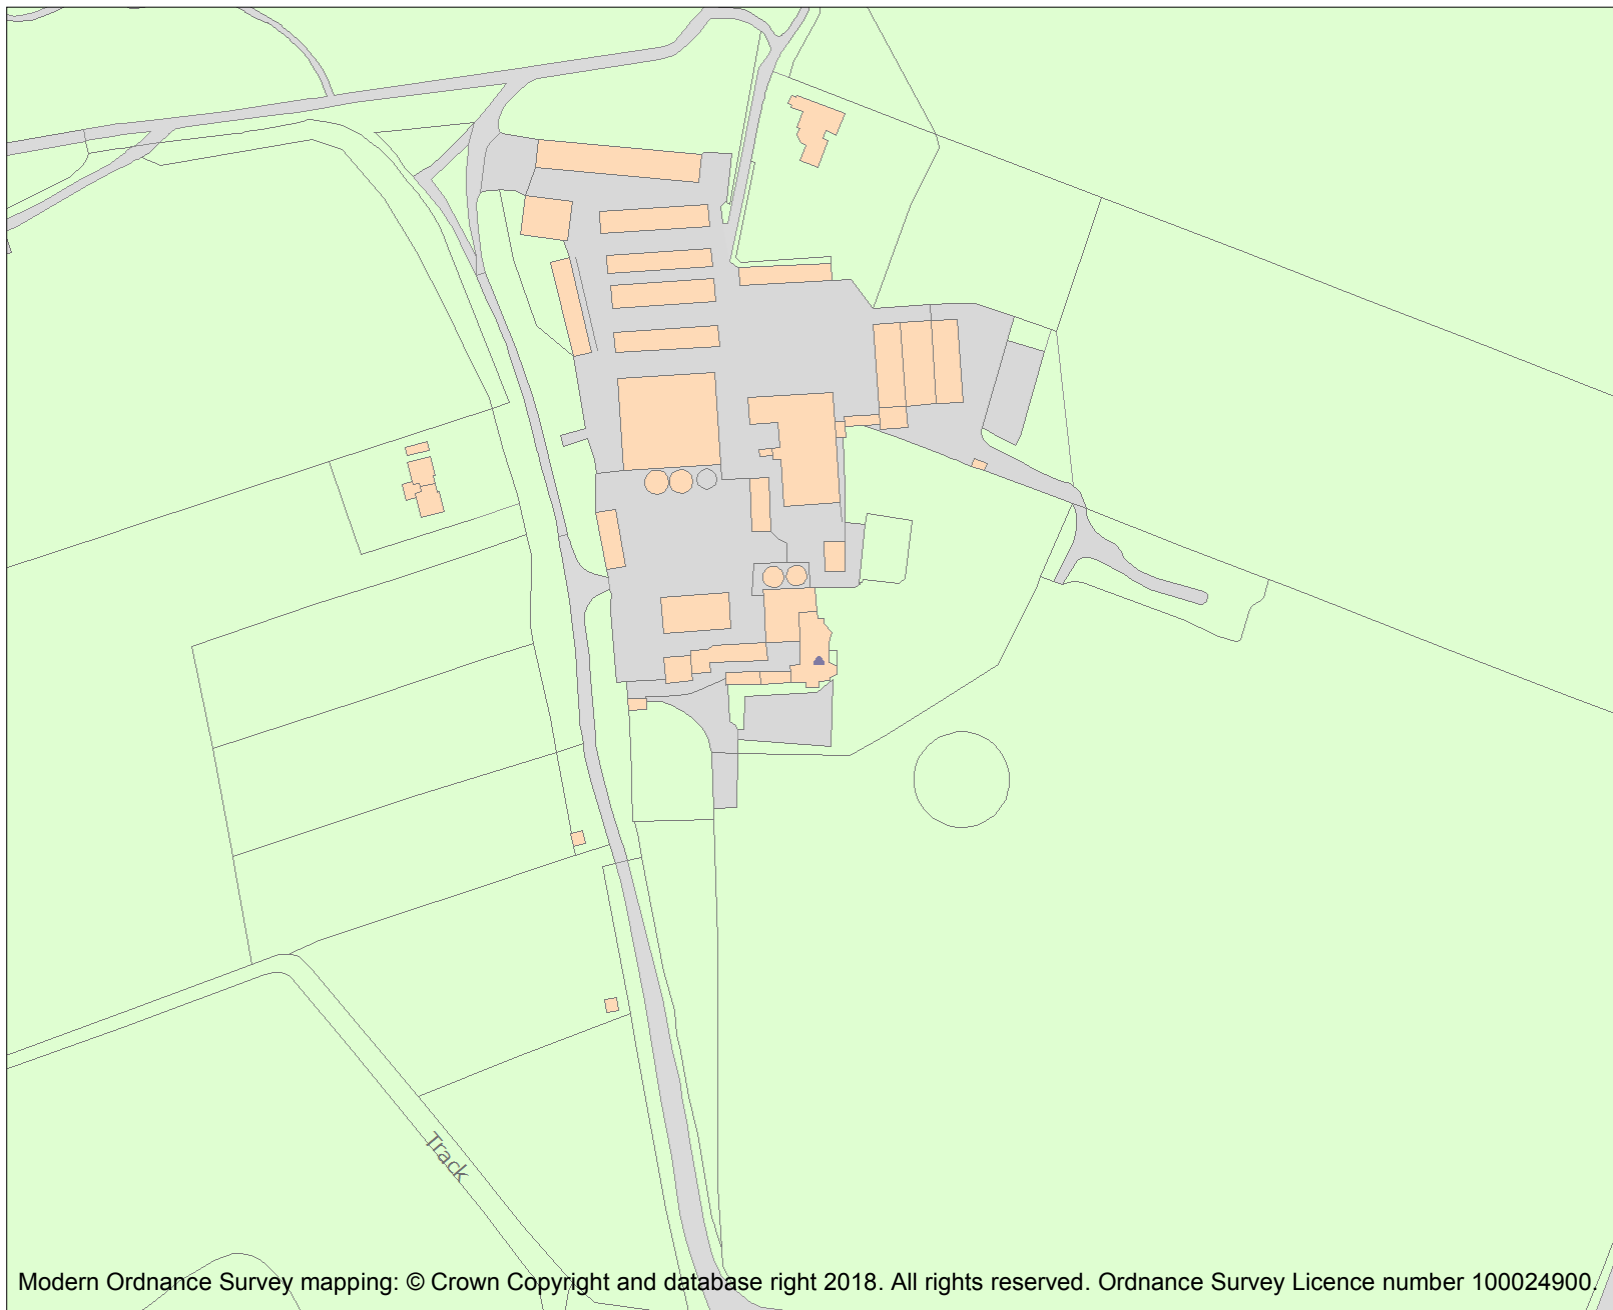 Track
Modern Ordnance Survey mapping: © Crown Copyright and database right 2018. All rights reserved. Ordnance Survey Licence number 100024900.